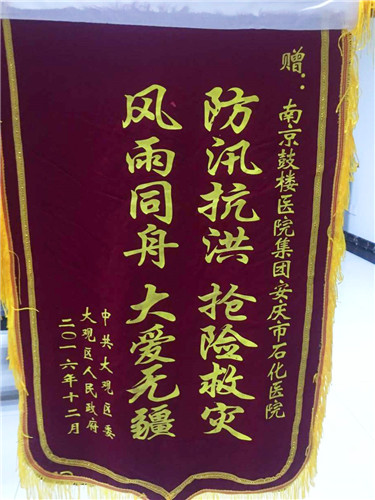 赠：南京鼓楼医院集团安庆市石化医院
防汛抗洪 抢险救灾
风雨同舟 大爱无疆
中共大观区委
大观区人民政府
二〇一六年十二月